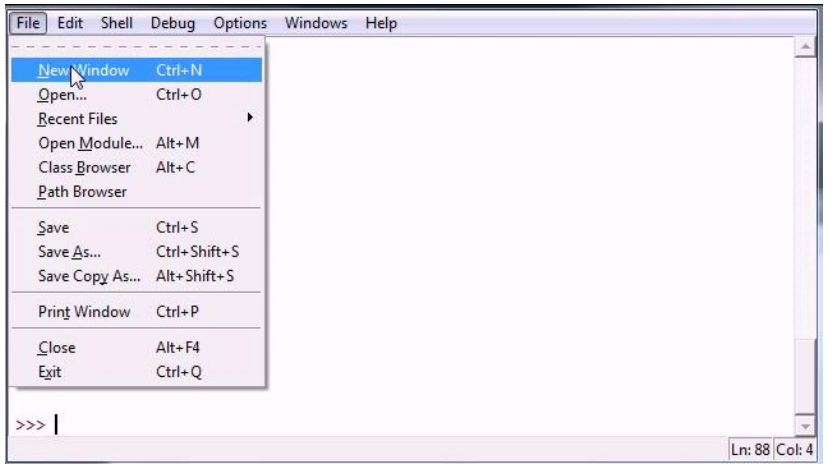 File Edit Shell Debug Options Windows Help
New Window Ctrl+N
Open... Ctrl+O
Recent Files
Open Module... Alt+M
Class Browser Alt+C
Path Browser
Save Ctrl+S
Save As... Ctrl+Shift+S
Save Copy As... Alt+Shift+S
Print Window Ctrl+P
Close Alt+F4
Exit Ctrl+Q
>>>
Ln: 88 Col: 4